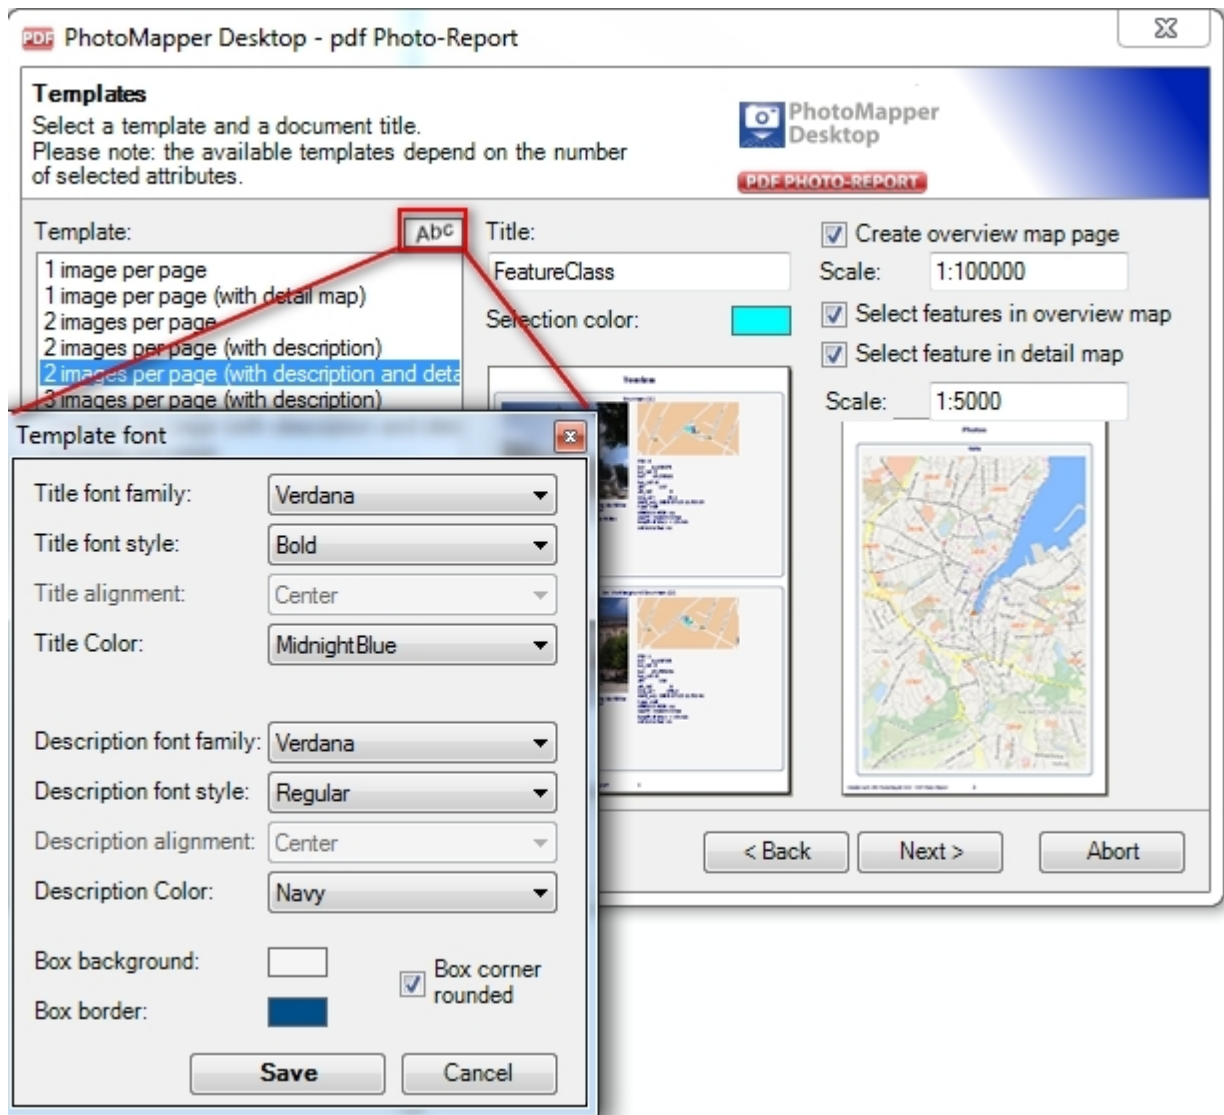 PDF PhotoMapper Desktop - pdf Photo-Report
Templates
Select a template and a document title.
Please note: the available templates depend on the number
of selected attributes.
PhotoMapper
Desktop
PDF PHOTO-REPORT
Template:
Abc
1 image per page
1 image per page (with detail map)
2 images per page
2 images per page (with description)
2 images per page (with description and deta
3 images per page (with description)
Title:
FeatureClass
Selection color:
Create overview map page
Scale: 1:100000
Select features in overview map
Select feature in detail map
Scale: 1:5000
Photos
Template font
Title font family: Verdana
Title font style: Bold
Title alignment: Center
Title Color: MidnightBlue
Description font family: Verdana
Description font style: Regular
Description alignment: Center
Description Color: Navy
Box background:
Box corner
rounded
Box border:
Save
Cancel
< Back
Next >
Abort